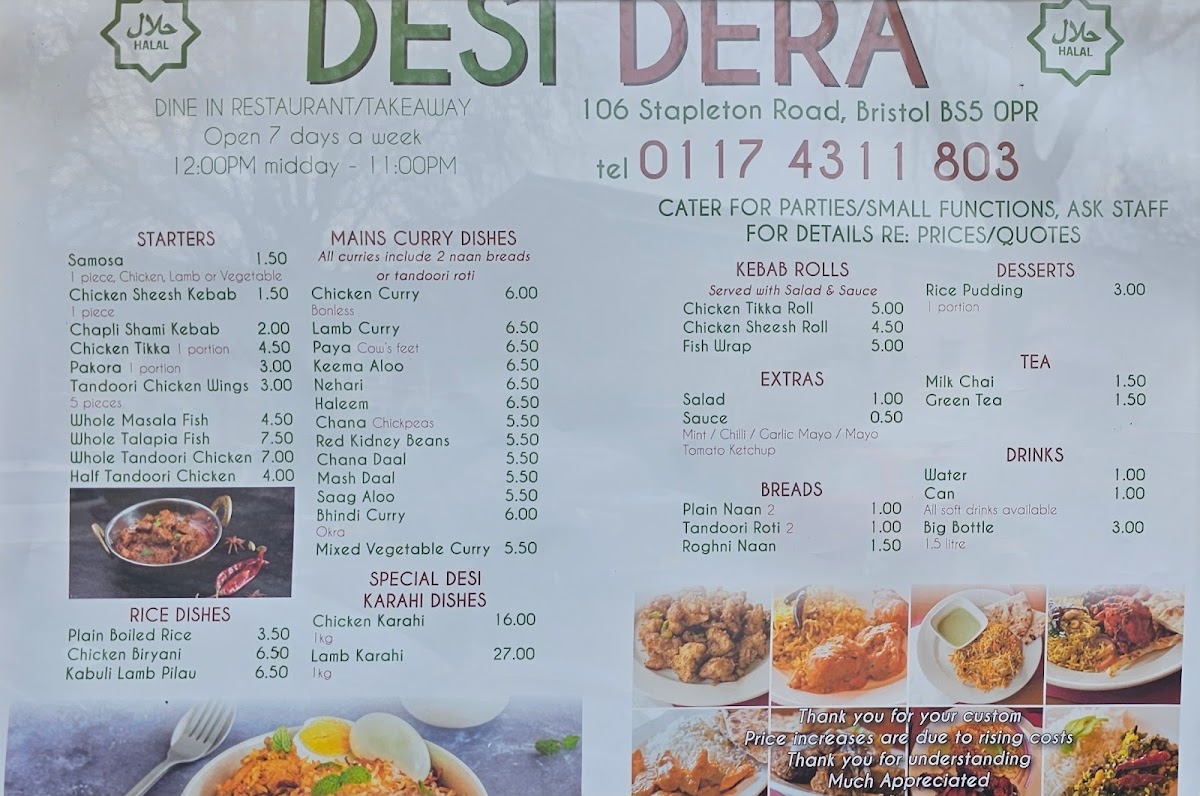 حلال
HALAL
DESI DERA
حلال
HALAL
DINE IN RESTAURANT/TAKEAWAY
Open 7 days a week
12:00PM midday - 11:00PM
106 Stapleton Road, Bristol BS5 0PR
tel 0117 4311 803
CATER FOR PARTIES/SMALL FUNCTIONS, ASK STAFF
FOR DETAILS RE: PRICES/QUOTES
STARTERS
Samosa 1.50
1 piece, Chicken, Lamb or Vegetable
Chicken Sheesh Kebab 1.50
1 piece
Chapli Shami Kebab 2.00
Chicken Tikka 1 portion 4.50
Pakora 1 portion 3.00
Tandoori Chicken Wings 3.00
5 pieces
Whole Masala Fish 4.50
Whole Talapia Fish 7.50
Whole Tandoori Chicken 7.00
Half Tandoori Chicken 4.00
RICE DISHES
Plain Boiled Rice 3.50
Chicken Biryani 6.50
Kabuli Lamb Pilau 6.50
MAINS CURRY DISHES
All curries include 2 naan breads
or tandoori roti
Chicken Curry 6.00
Bonless
Lamb Curry 6.50
Paya Cow's feet 6.50
Keema Aloo 6.50
Nehari 6.50
Haleem 6.50
Chana Chickpeas 5.50
Red Kidney Beans 5.50
Chana Daal 5.50
Mash Daal 5.50
Saag Aloo 5.50
Bhindi Curry 6.00
Okra
Mixed Vegetable Curry 5.50
SPECIAL DESI
KARAHI DISHES
Chicken Karahi 16.00
1kg
Lamb Karahi 27.00
1kg
KEBAB ROLLS
Served with Salad & Sauce
Chicken Tikka Roll 5.00
Chicken Sheesh Roll 4.50
Fish Wrap 5.00
EXTRAS
Salad 1.00
Sauce 0.50
Mint / Chilli / Garlic Mayo / Mayo
Tomato Ketchup
BREADS
Plain Naan 2 1.00
Tandoori Roti 2 1.00
Roghni Naan 1.50
DESSERTS
Rice Pudding 3.00
1 portion
TEA
Milk Chai 1.50
Green Tea 1.50
DRINKS
Water 1.00
Can 1.00
All soft drinks available
Big Bottle 3.00
1.5 litre
Thank you for your custom
Price increases are due to rising costs
Thank you for understanding
Much Appreciated